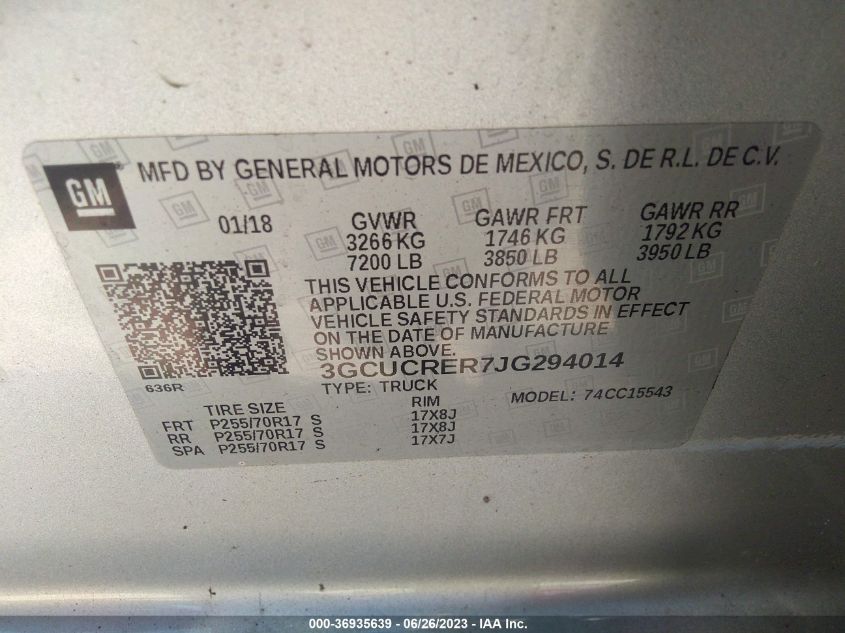 GM MFD BY GENERAL MOTORS DE MEXICO, S. DE R.L. DE C.V.
01/18 GVWR GAWR FRT GAWR RR
3266 KG 1746 KG 1792 KG
7200 LB 3850 LB 3950 LB
THIS VEHICLE CONFORMS TO ALL
APPLICABLE U.S. FEDERAL MOTOR
VEHICLE SAFETY STANDARDS IN EFFECT
ON THE DATE OF MANUFACTURE
SHOWN ABOVE.
3GCUCRER7JG294014
636R TYPE: TRUCK MODEL: 74CC15543
TIRE SIZE RIM
FRT P255/70R17 S 17X8J
RR P255/70R17 S 17X8J
SPA P255/70R17 S 17X7J
000-36935639 - 06/26/2023 - IAA Inc.